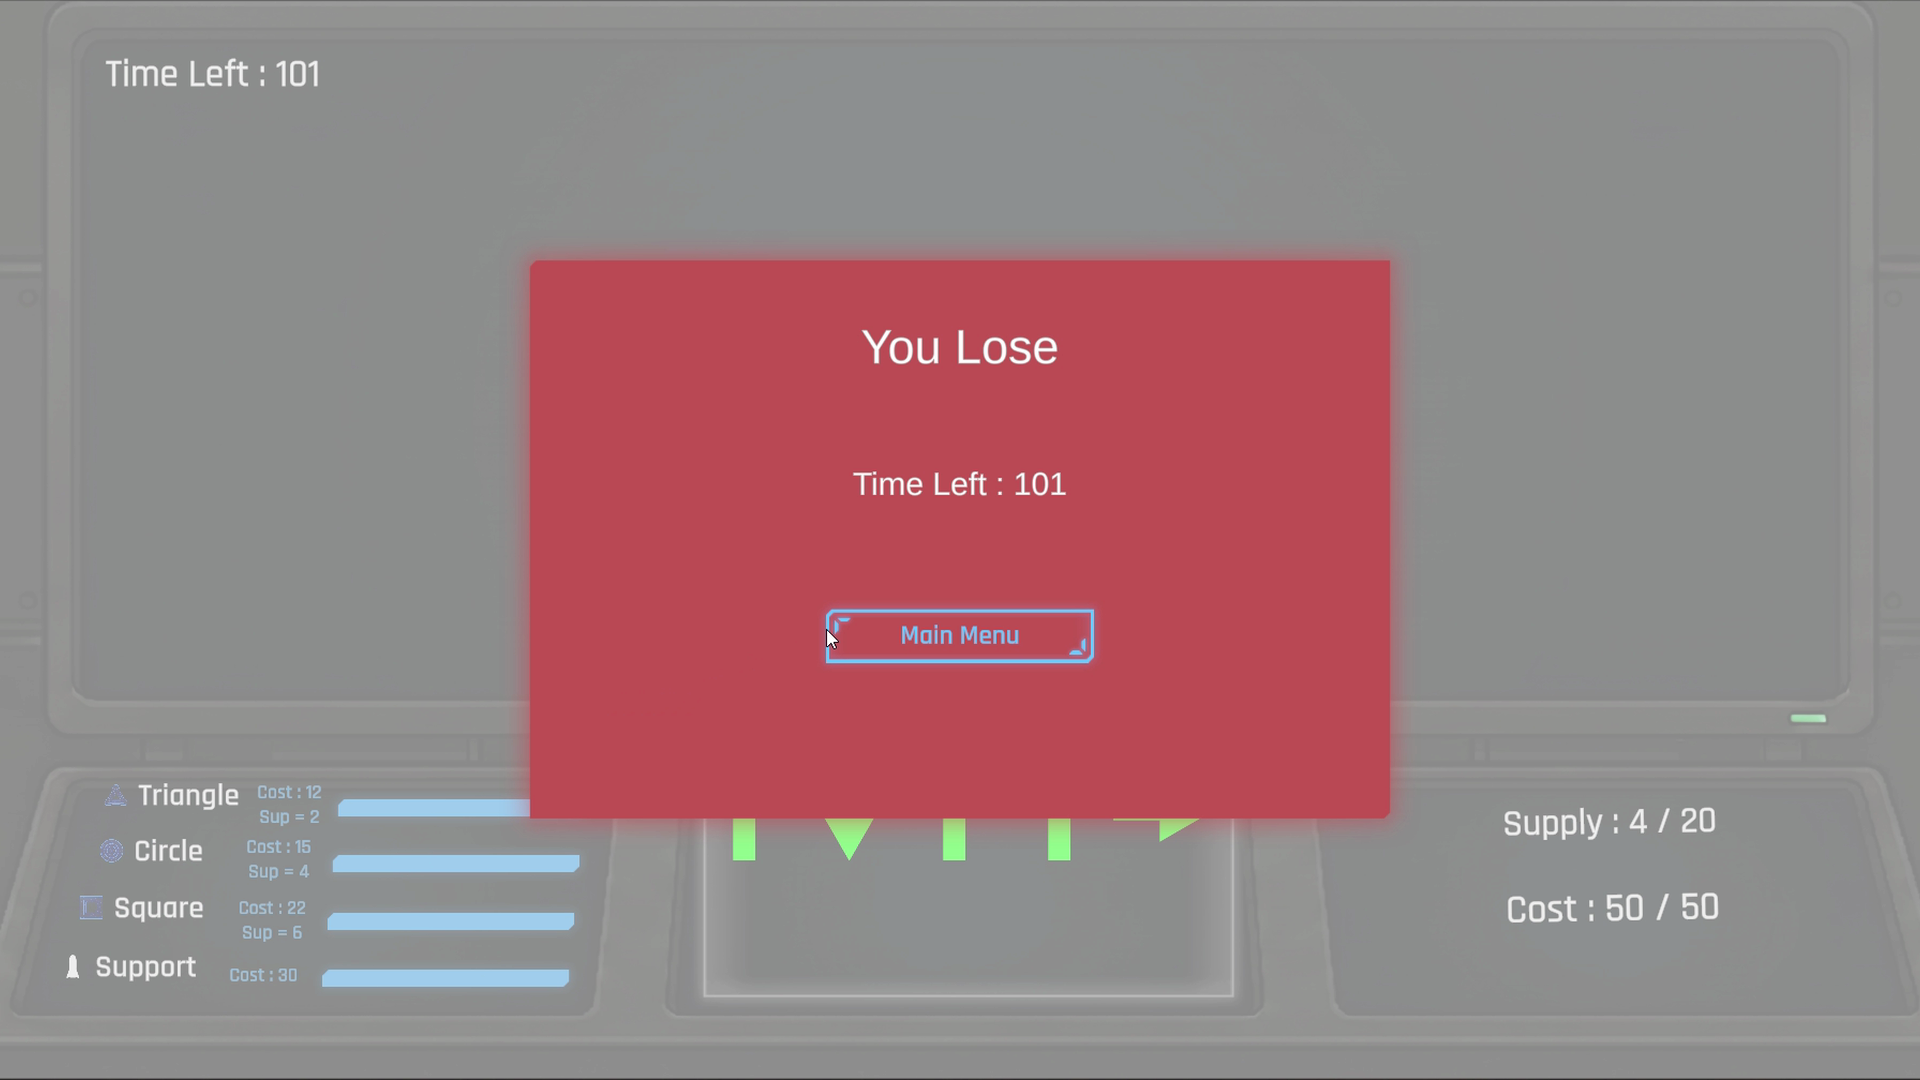 Time Left : 101
You Lose
Time Left : 101
Main Menu
Triangle
Cost : 12
Sup = 2
Circle
Cost : 15
Sup = 4
Square
Cost : 22
Sup = 6
Support
Cost : 30
Supply : 4 / 20
Cost : 50 / 50